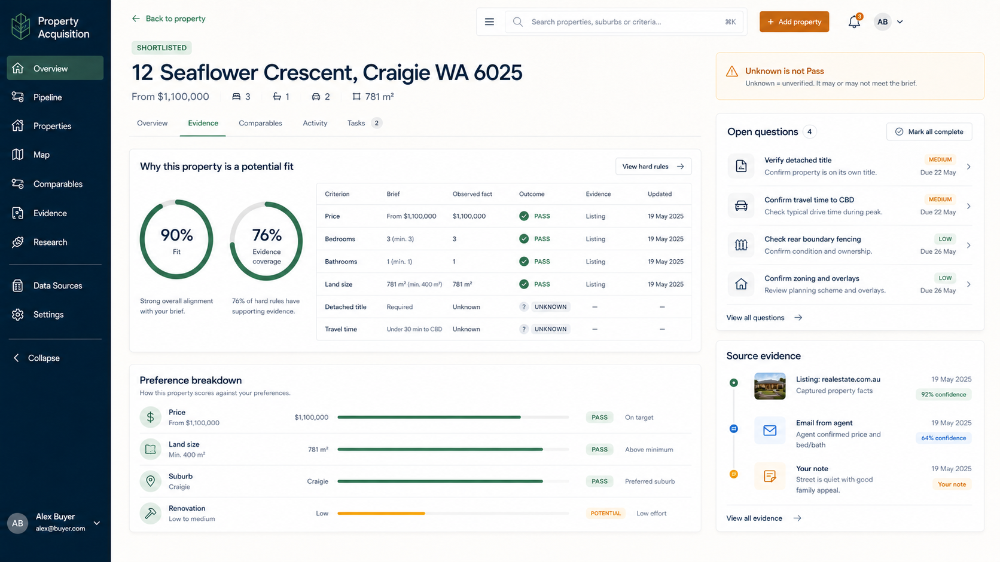 Property
Acquisition
Overview
Pipeline
Properties
Map
Comparables
Evidence
Research
Data Sources
Settings
Collapse
AB
Alex Buyer
alex@buyer.com
Back to property
Search properties, suburbs or criteria...
⌘K
+ Add property
3
AB
SHORTLISTED
12 Seaflower Crescent, Craigie WA 6025
From $1,100,000
3
1
2
781 m²
Overview
Evidence
Comparables
Activity
Tasks 2
Why this property is a potential fit
View hard rules
90%
Fit
Strong overall alignment
with your brief.
76%
Evidence
coverage
76% of hard rules have
supporting evidence.
Criterion Brief Observed fact Outcome Evidence Updated
Price From $1,100,000 $1,100,000 PASS Listing 19 May 2025
Bedrooms 3 (min. 3) 3 PASS Listing 19 May 2025
Bathrooms 1 (min. 1) 1 PASS Listing 19 May 2025
Land size 781 m² (min. 400 m²) 781 m² PASS Listing 19 May 2025
Detached title Required Unknown ? UNKNOWN — —
Travel time Under 30 min to CBD Unknown ? UNKNOWN — —
Preference breakdown
How this property scores against your preferences.
Price
From $1,100,000
$1,100,000
PASS
On target
Land size
Min. 400 m²
781 m²
PASS
Above minimum
Suburb
Craigie
Craigie
PASS
Preferred suburb
Renovation
Low to medium
Low
POTENTIAL
Low effort
Unknown is not Pass
Unknown = unverified. It may or may not meet the brief.
Open questions 4
Mark all complete
Verify detached title
Confirm property is on its own title.
MEDIUM
Due 22 May
Confirm travel time to CBD
Check typical drive time during peak.
MEDIUM
Due 22 May
Check rear boundary fencing
Confirm condition and ownership.
LOW
Due 26 May
Confirm zoning and overlays
Review planning scheme and overlays.
LOW
Due 26 May
View all questions
Source evidence
Listing: realestate.com.au
Captured property facts
19 May 2025
92% confidence
Email from agent
Agent confirmed price and
bed/bath
19 May 2025
64% confidence
Your note
Street is quiet with good
family appeal.
19 May 2025
Your note
View all evidence